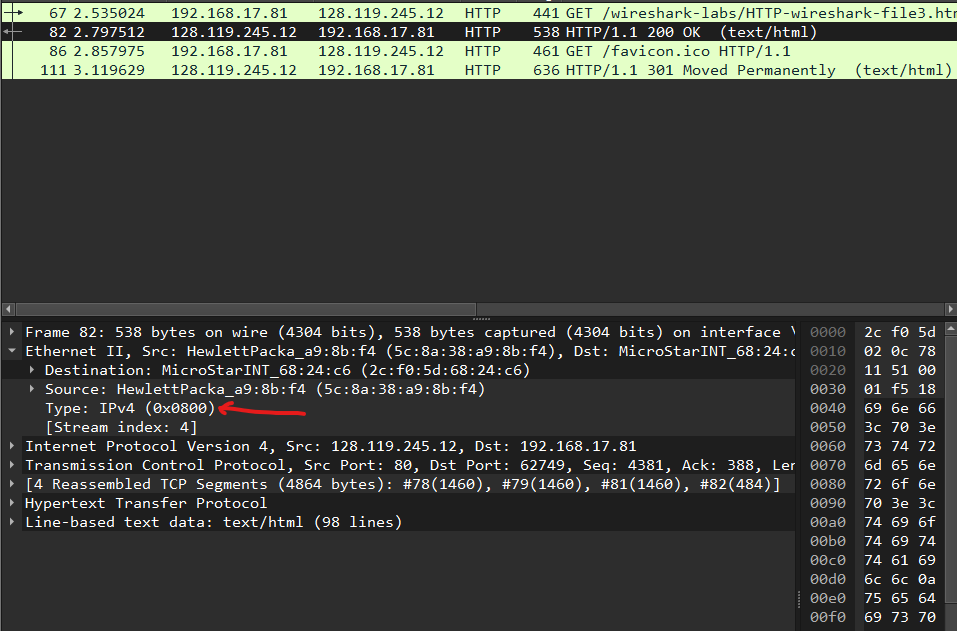 67 2.535024 192.168.17.81 128.119.245.12 HTTP 441 GET /wireshark-labs/HTTP-wireshark-file3.htm
82 2.797512 128.119.245.12 192.168.17.81 HTTP 538 HTTP/1.1 200 OK (text/html)
86 2.857975 192.168.17.81 128.119.245.12 HTTP 461 GET /favicon.ico HTTP/1.1
111 3.119629 128.119.245.12 192.168.17.81 HTTP 636 HTTP/1.1 301 Moved Permanently (text/html)
Frame 82: 538 bytes on wire (4304 bits), 538 bytes captured (4304 bits) on interface \
Ethernet II, Src: HewlettPacka_a9:8b:f4 (5c:8a:38:a9:8b:f4), Dst: MicroStarINT_68:24:c
Destination: MicroStarINT_68:24:c6 (2c:f0:5d:68:24:c6)
Source: HewlettPacka_a9:8b:f4 (5c:8a:38:a9:8b:f4)
Type: IPv4 (0x0800)
[Stream index: 4]
Internet Protocol Version 4, Src: 128.119.245.12, Dst: 192.168.17.81
Transmission Control Protocol, Src Port: 80, Dst Port: 62749, Seq: 4381, Ack: 388, Len
[4 Reassembled TCP Segments (4864 bytes): #78(1460), #79(1460), #81(1460), #82(484)]
Hypertext Transfer Protocol
Line-based text data: text/html (98 lines)
0000 2c f0 5d
0010 02 0c 78
0020 11 51 00
0030 01 f5 18
0040 69 6e 66
0050 3c 70 3e
0060 73 74 72
0070 6d 65 6e
0080 72 6f 6e
0090 70 3e 3c
00a0 74 69 6f
00b0 74 69 74
00c0 74 61 69
00d0 6c 6c 0a
00e0 75 65 64
00f0 69 73 70